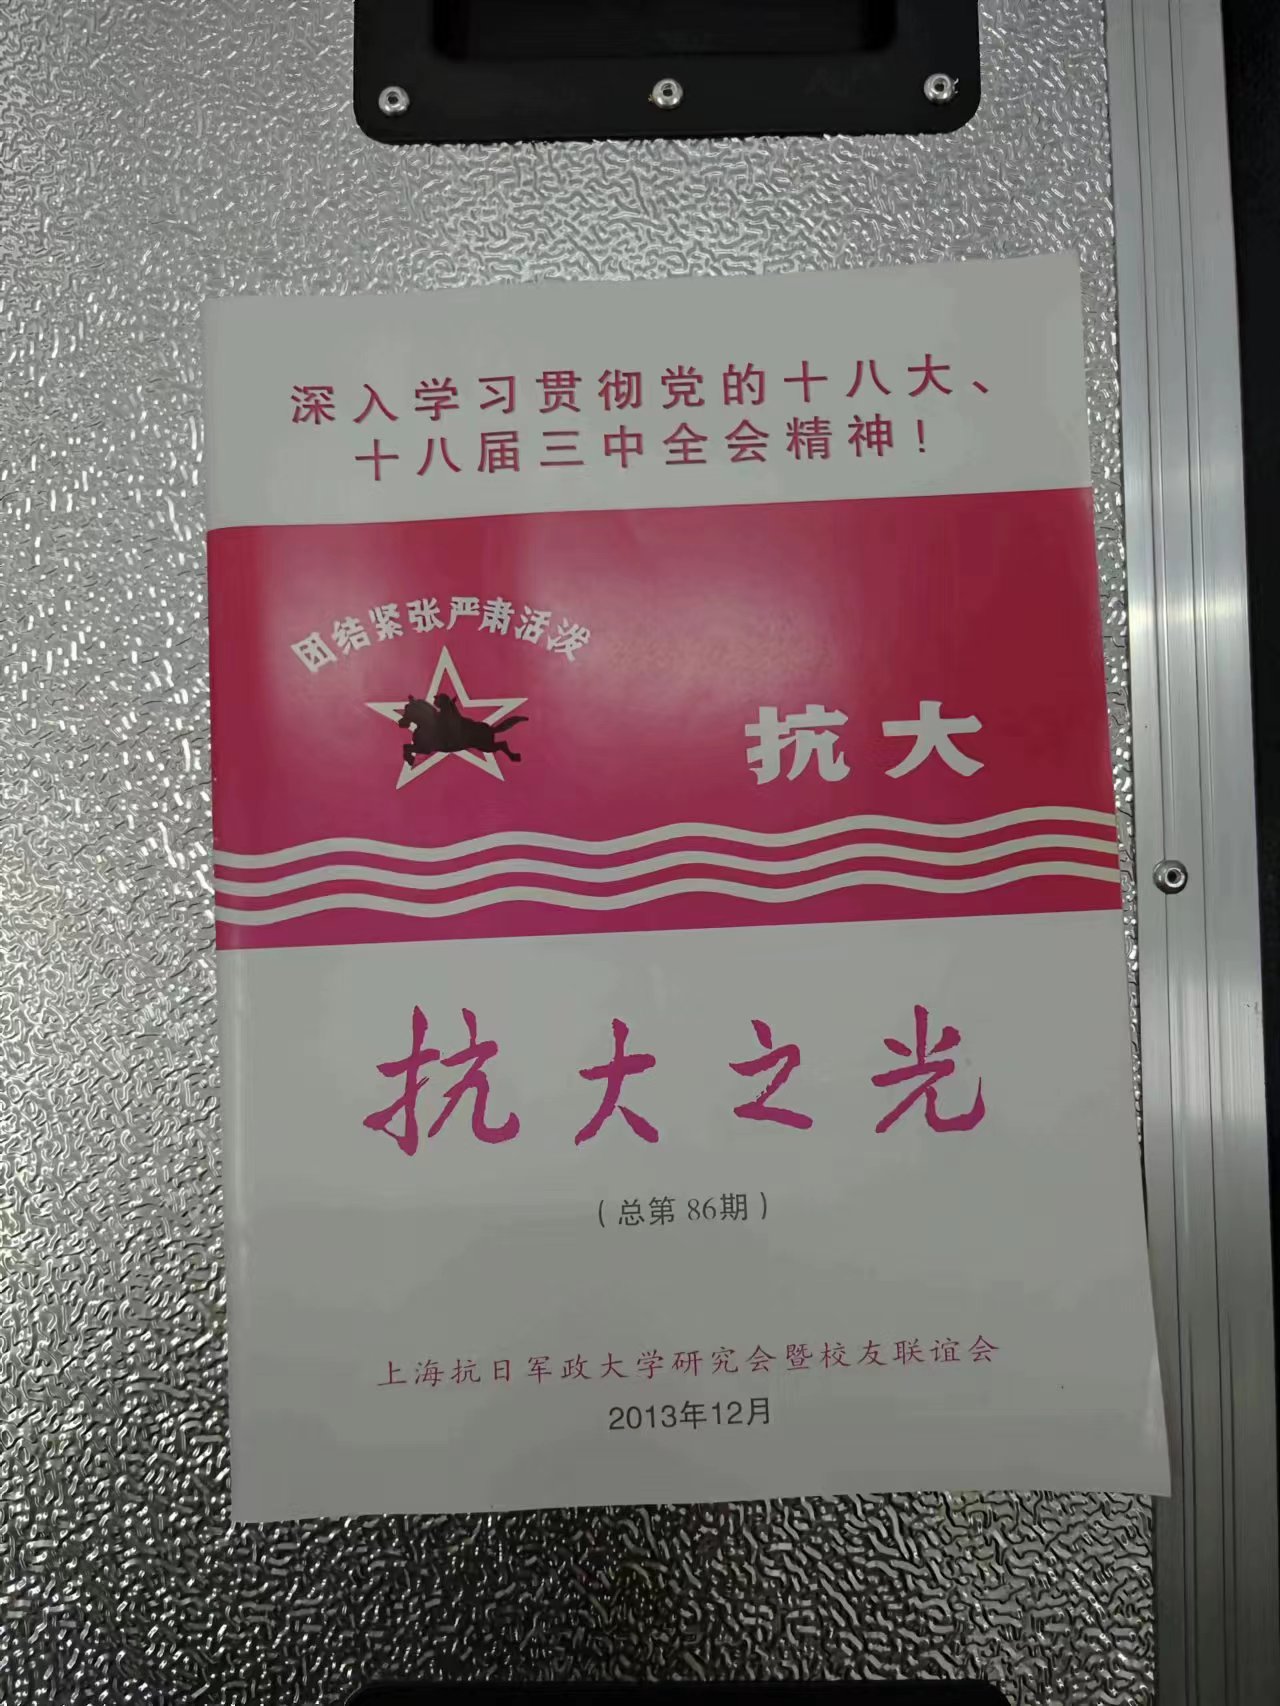 深入学习贯彻党的十八大、
十八届三中全会精神！
团结紧张严肃活泼
抗大
抗大之光
（总第86期）
上海抗日军政大学研究会暨校友联谊会
2013年12月